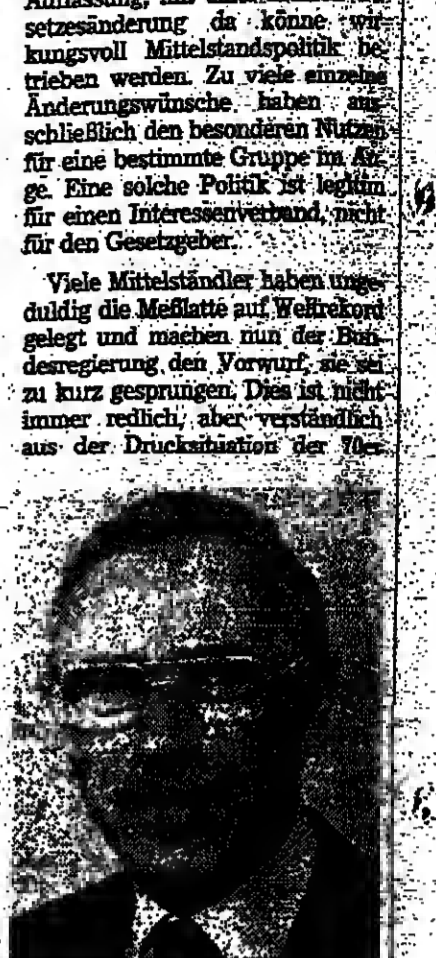 setzesänderung da könne wir-
kungsvoll Mittelstandspolitik be-
trieben werden. Zu viele einzelne
Änderungswünsche haben aus-
schließlich den besonderen Nutzen
für eine bestimmte Gruppe im Au-
ge. Eine solche Politik ist legitim
für einen Interessenverband, nicht
für den Gesetzgeber.
Viele Mittelständler haben unge-
duldig die Meßlatte auf Weltrekord
gelegt und machen nun der Bun-
desregierung den Vorwurf, sie sei
zu kurz gesprungen. Dies ist nicht
immer redlich, aber verständlich
aus der Drucksituation der 70er